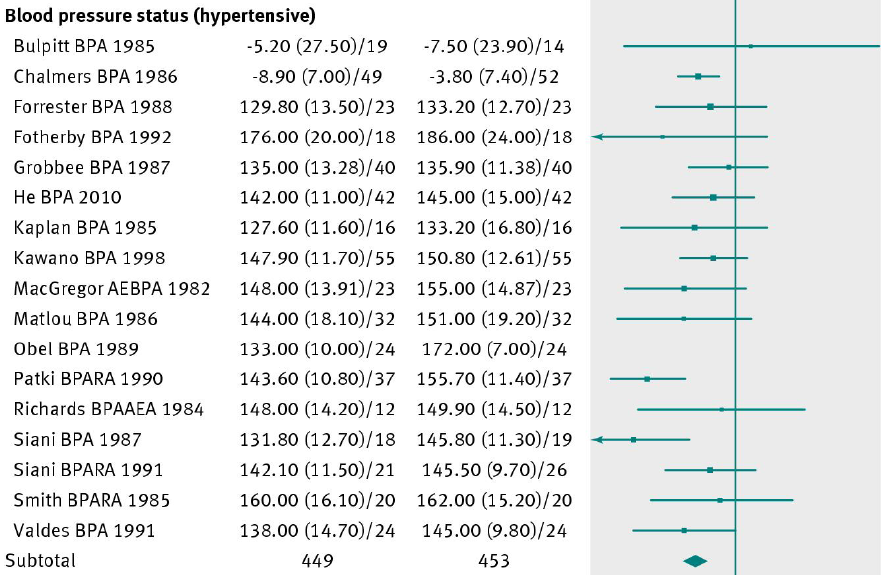 Blood pressure status (hypertensive)
Bulpitt BPA 1985 -5.20 (27.50)/19 -7.50 (23.90)/14
Chalmers BPA 1986 -8.90 (7.00)/49 -3.80 (7.40)/52
Forrester BPA 1988 129.80 (13.50)/23 133.20 (12.70)/23
Fotherby BPA 1992 176.00 (20.00)/18 186.00 (24.00)/18
Grobbee BPA 1987 135.00 (13.28)/40 135.90 (11.38)/40
He BPA 2010 142.00 (11.00)/42 145.00 (15.00)/42
Kaplan BPA 1985 127.60 (11.60)/16 133.20 (16.80)/16
Kawano BPA 1998 147.90 (11.70)/55 150.80 (12.61)/55
MacGregor AEBPA 1982 148.00 (13.91)/23 155.00 (14.87)/23
Matlou BPA 1986 144.00 (18.10)/32 151.00 (19.20)/32
Obel BPA 1989 133.00 (10.00)/24 172.00 (7.00)/24
Patki BPARA 1990 143.60 (10.80)/37 155.70 (11.40)/37
Richards BPAAEA 1984 148.00 (14.20)/12 149.90 (14.50)/12
Siani BPA 1987 131.80 (12.70)/18 145.80 (11.30)/19
Siani BPARA 1991 142.10 (11.50)/21 145.50 (9.70)/26
Smith BPARA 1985 160.00 (16.10)/20 162.00 (15.20)/20
Valdes BPA 1991 138.00 (14.70)/24 145.00 (9.80)/24
Subtotal 449 453